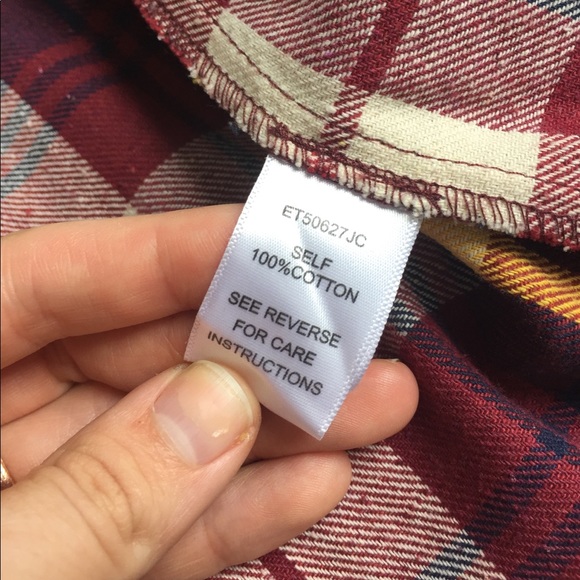 ET50627JC
SELF
100%COTTON
SEE REVERSE
FOR CARE
INSTRUCTIONS